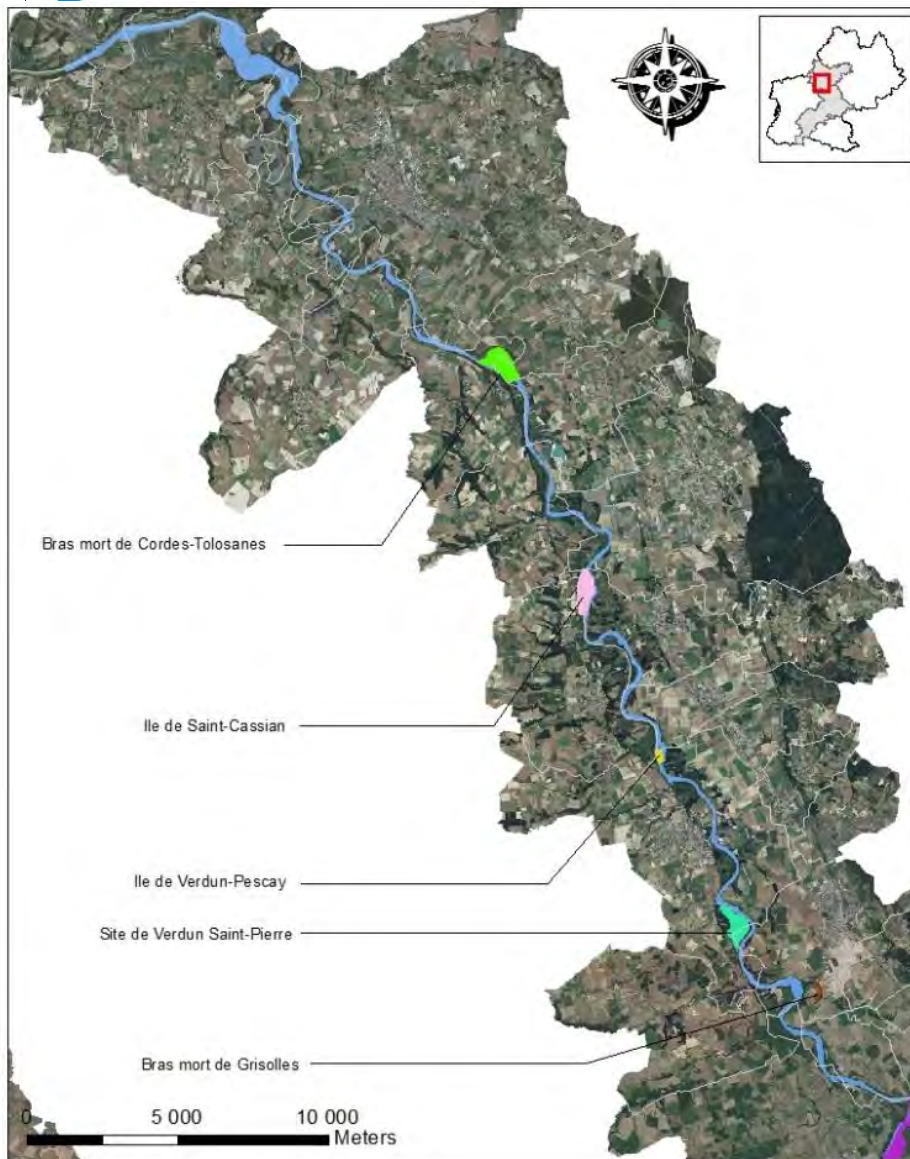 Bras mort de Cordes-Tolosanes
Ile de Saint-Cassian
Ile de Verdun-Pescay
Site de Verdun Saint-Pierre
Bras mort de Grisolles
0 5 000 10 000
Meters